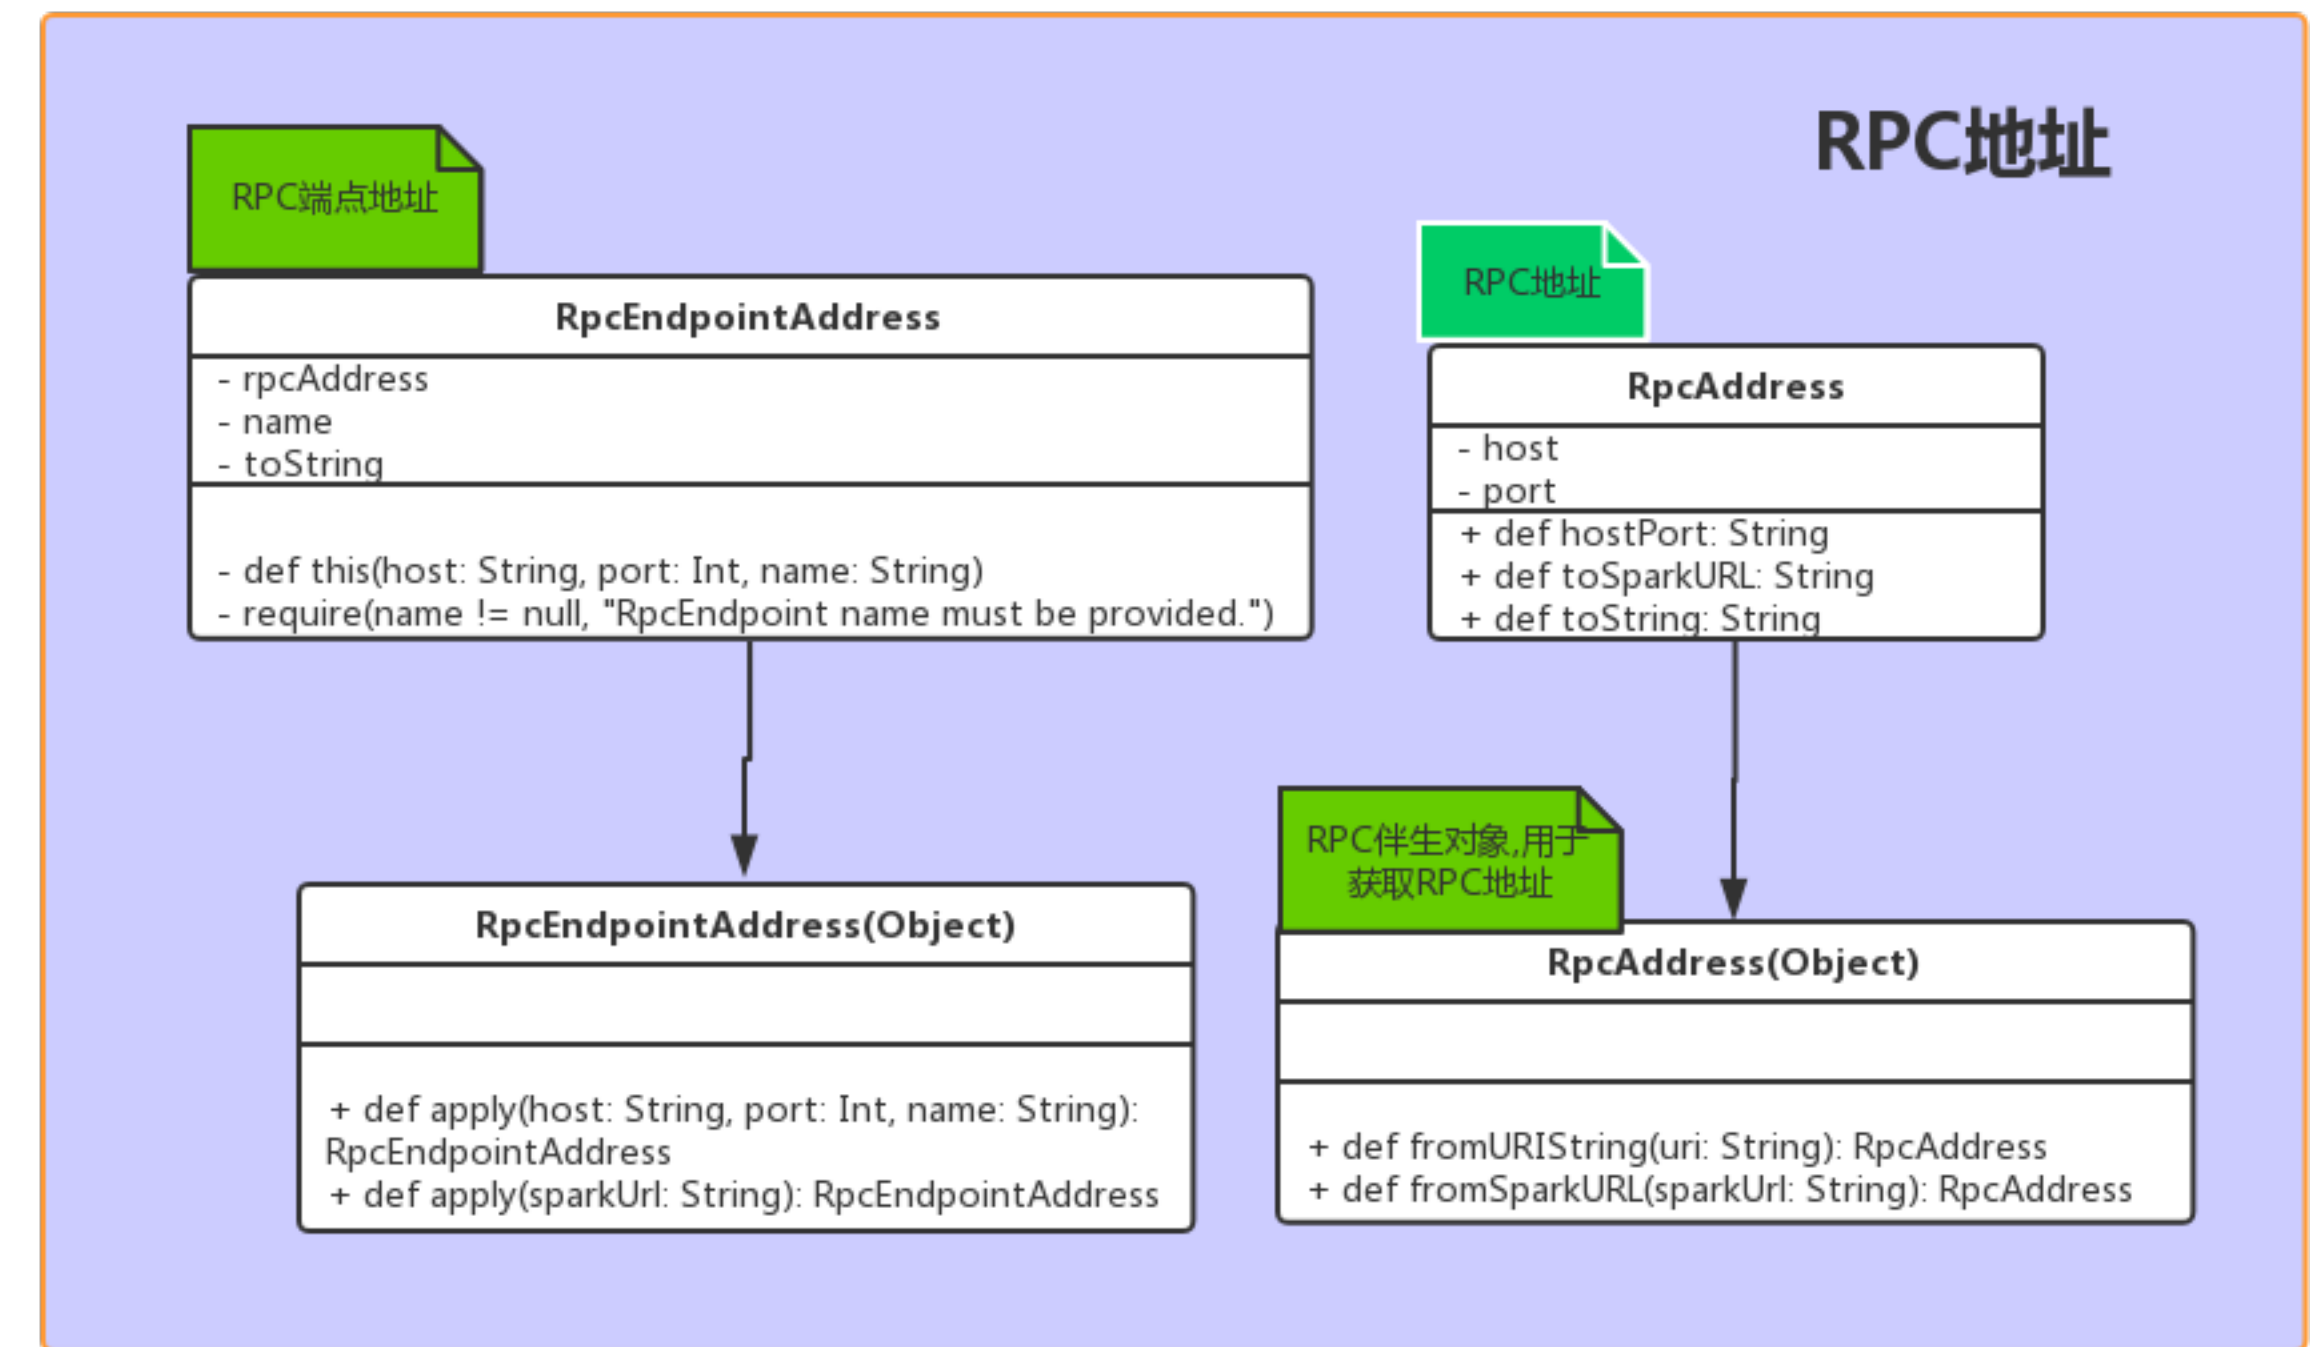 RPC地址
RPC端点地址
RpcEndpointAddress
- rpcAddress
- name
- toString
- def this(host: String, port: Int, name: String)
- require(name != null, "RpcEndpoint name must be provided.")
RPC地址
RpcAddress
- host
- port
+ def hostPort: String
+ def toSparkURL: String
+ def toString: String
RpcEndpointAddress(Object)
+ def apply(host: String, port: Int, name: String):
RpcEndpointAddress
+ def apply(sparkUrl: String): RpcEndpointAddress
RPC伴生对象,用于
获取RPC地址
RpcAddress(Object)
+ def fromURIString(uri: String): RpcAddress
+ def fromSparkURL(sparkUrl: String): RpcAddress